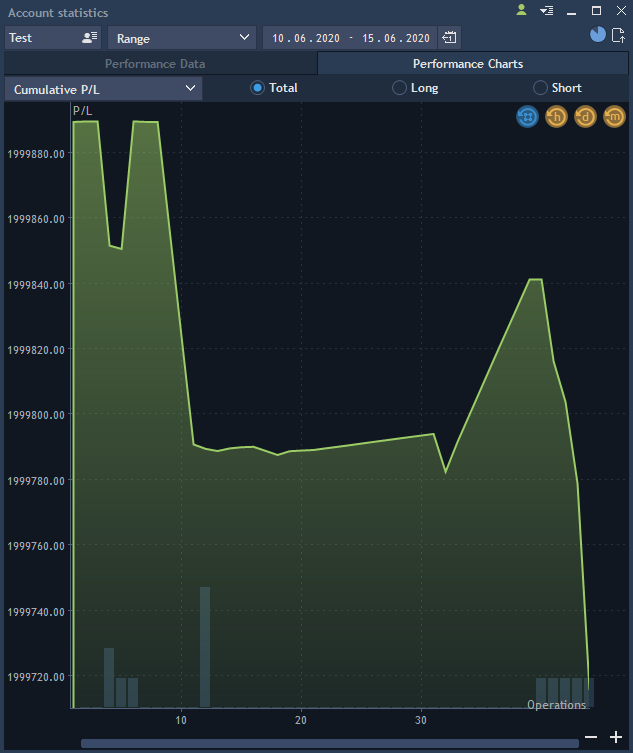 Account statistics
Test
Range
10.06.2020 - 15.06.2020
Performance Data
Performance Charts
Cumulative P/L
Total
Long
Short
P/L
h
d
m
1999880.00
1999860.00
1999840.00
1999820.00
1999800.00
1999780.00
1999760.00
1999740.00
1999720.00
Operations
10
20
30